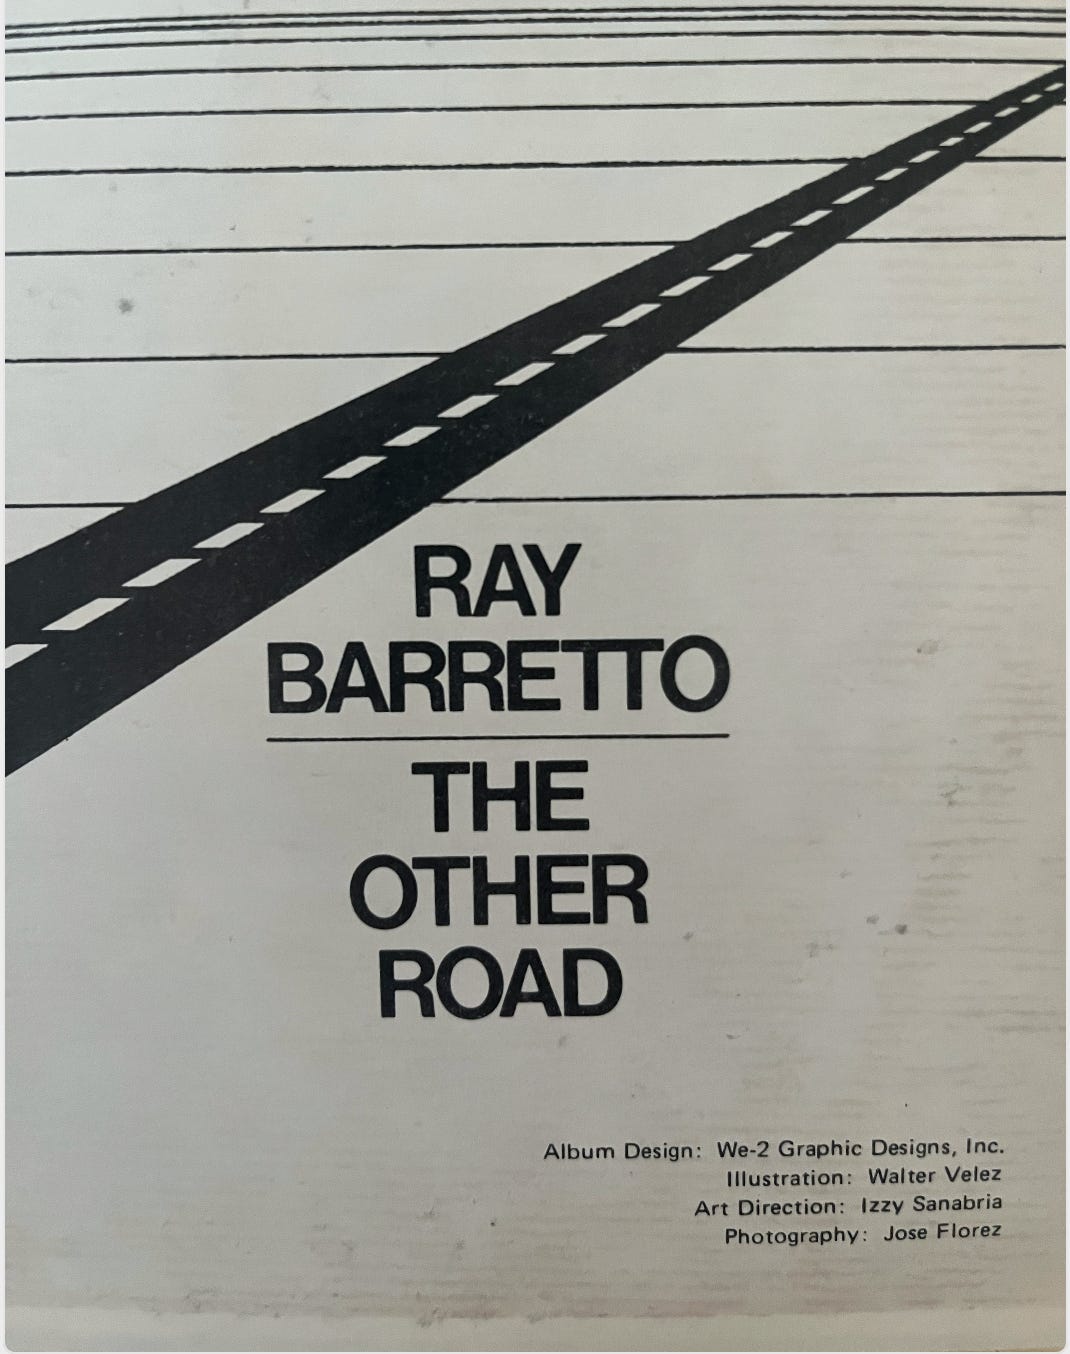 RAY
BARRETTO
THE
OTHER
ROAD
Album Design: We-2 Graphic Designs, Inc.
Illustration: Walter Velez
Art Direction: Izzy Sanabria
Photography: Jose Florez